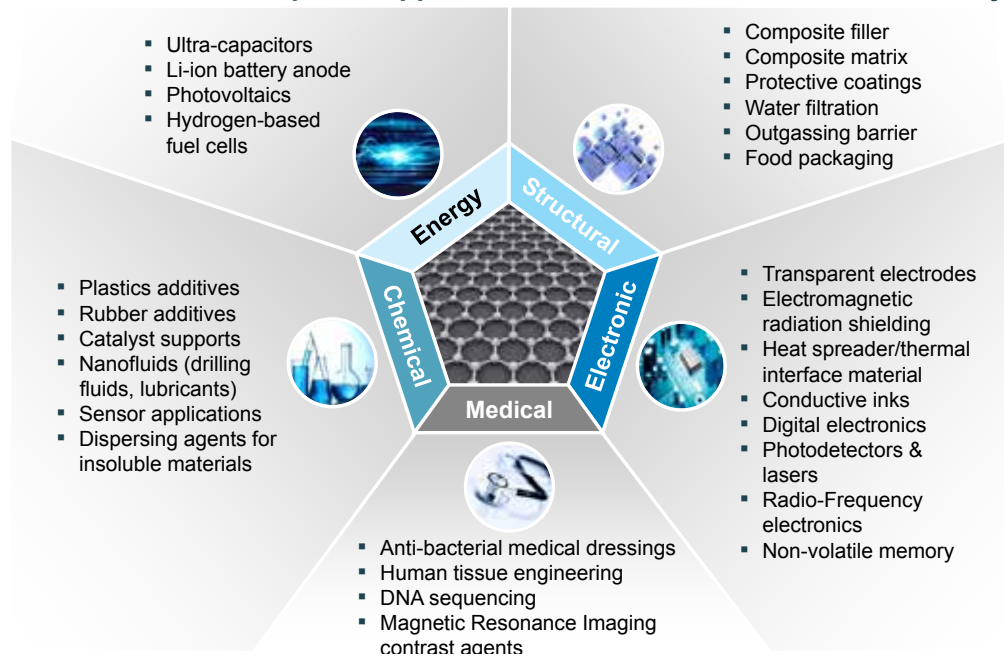 ▪ Ultra-capacitors
▪ Li-ion battery anode
▪ Photovoltaics
▪ Hydrogen-based
fuel cells
▪ Composite filler
▪ Composite matrix
▪ Protective coatings
▪ Water filtration
▪ Outgassing barrier
▪ Food packaging
Energy
Structural
Chemical
Electronic
Medical
▪ Plastics additives
▪ Rubber additives
▪ Catalyst supports
▪ Nanofluids (drilling
fluids, lubricants)
▪ Sensor applications
▪ Dispersing agents for
insoluble materials
▪ Transparent electrodes
▪ Electromagnetic
radiation shielding
▪ Heat spreader/thermal
interface material
▪ Conductive inks
▪ Digital electronics
▪ Photodetectors &
lasers
▪ Radio-Frequency
electronics
▪ Non-volatile memory
▪ Anti-bacterial medical dressings
▪ Human tissue engineering
▪ DNA sequencing
▪ Magnetic Resonance Imaging
contrast agents